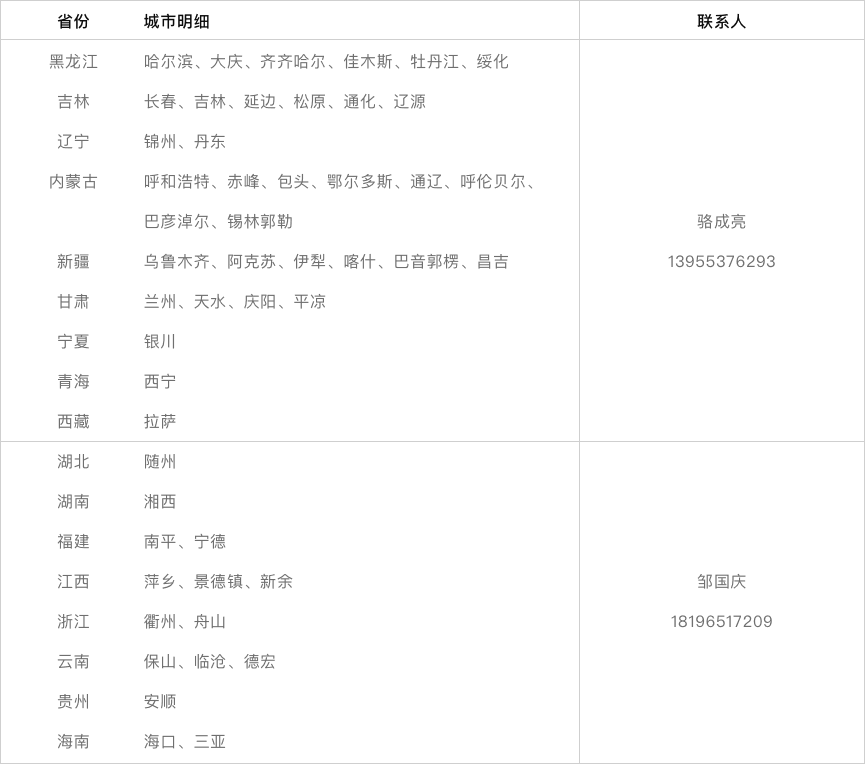 省份 城市明细 联系人
黑龙江 哈尔滨、大庆、齐齐哈尔、佳木斯、牡丹江、绥化
吉林 长春、吉林、延边、松原、通化、辽源
辽宁 锦州、丹东
内蒙古 呼和浩特、赤峰、包头、鄂尔多斯、通辽、呼伦贝尔、
巴彦淖尔、锡林郭勒 骆成亮
新疆 乌鲁木齐、阿克苏、伊犁、喀什、巴音郭楞、昌吉 13955376293
甘肃 兰州、天水、庆阳、平凉
宁夏 银川
青海 西宁
西藏 拉萨
湖北 随州
湖南 湘西
福建 南平、宁德
江西 萍乡、景德镇、新余 邹国庆
浙江 衢州、舟山 18196517209
云南 保山、临沧、德宏
贵州 安顺
海南 海口、三亚